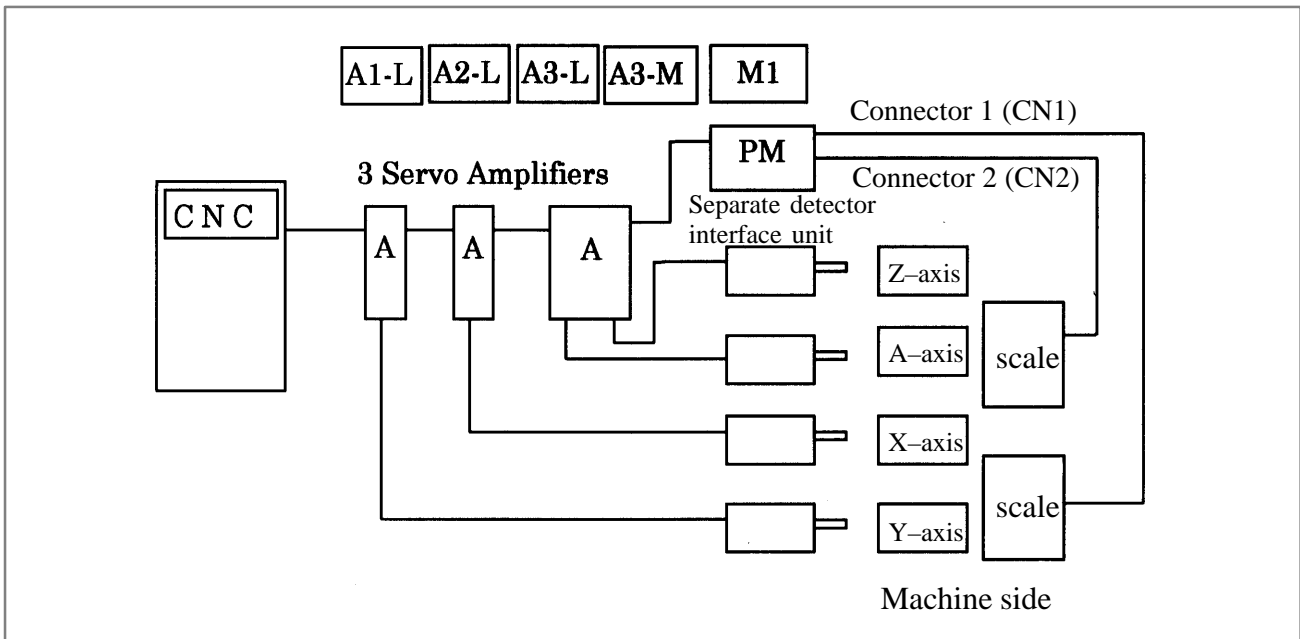 A1-L A2-L A3-L A3-M M1
Connector 1 (CN1)
PM
3 Servo Amplifiers
Connector 2 (CN2)
CNC
Separate detector
interface unit
A A A
Z–axis
A–axis
scale
X–axis
scale
Y–axis
Machine side